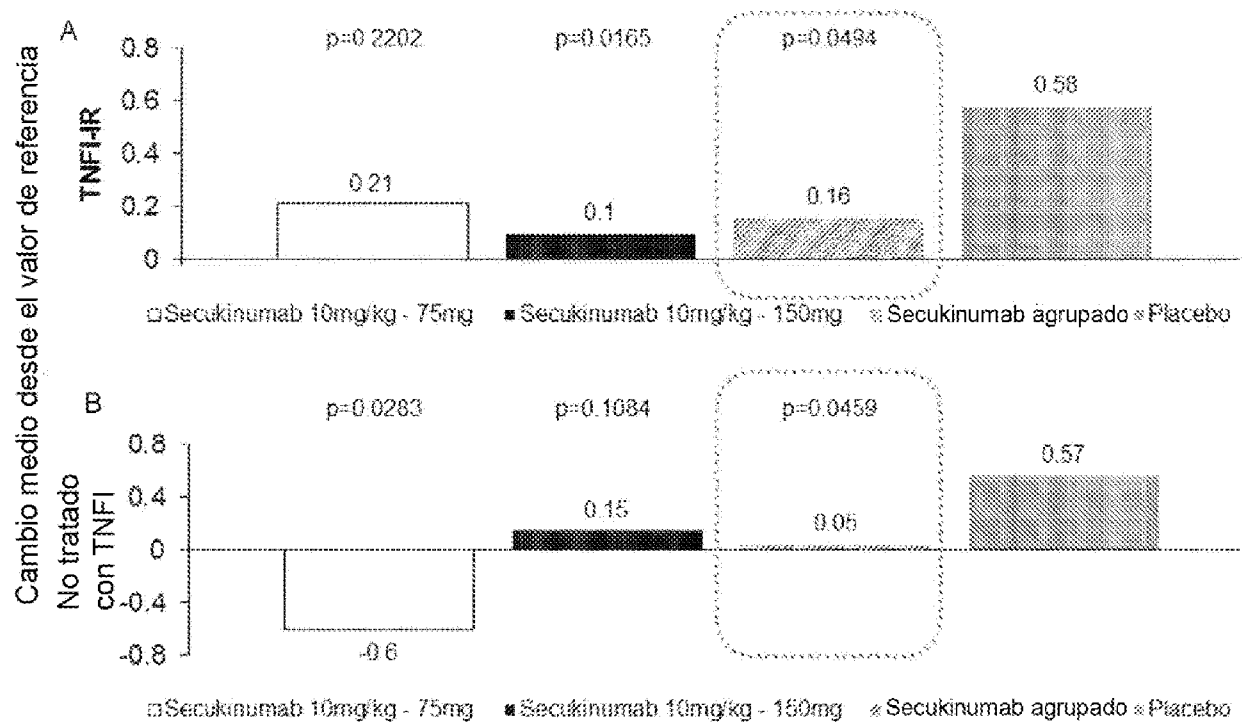 Cambio medio desde el valor de referencia
A
TNFI-IR
p=0.2202 p=0.0165 p=0.0494
0.8
0.6
0.4
0.2
0
0.21
0.1
0.16
0.58
Secukinumab 10mg/kg - 75mg Secukinumab 10mg/kg - 150mg Secukinumab agrupado Placebo
B
No tratado
con TNFI
p=0.0283 p=0.1084 p=0.0459
0.8
0.4
0
-0.4
-0.8
-0.6
0.15
0.05
0.57
Secukinumab 10mg/kg - 75mg Secukinumab 10mg/kg - 150mg Secukinumab agrupado Placebo